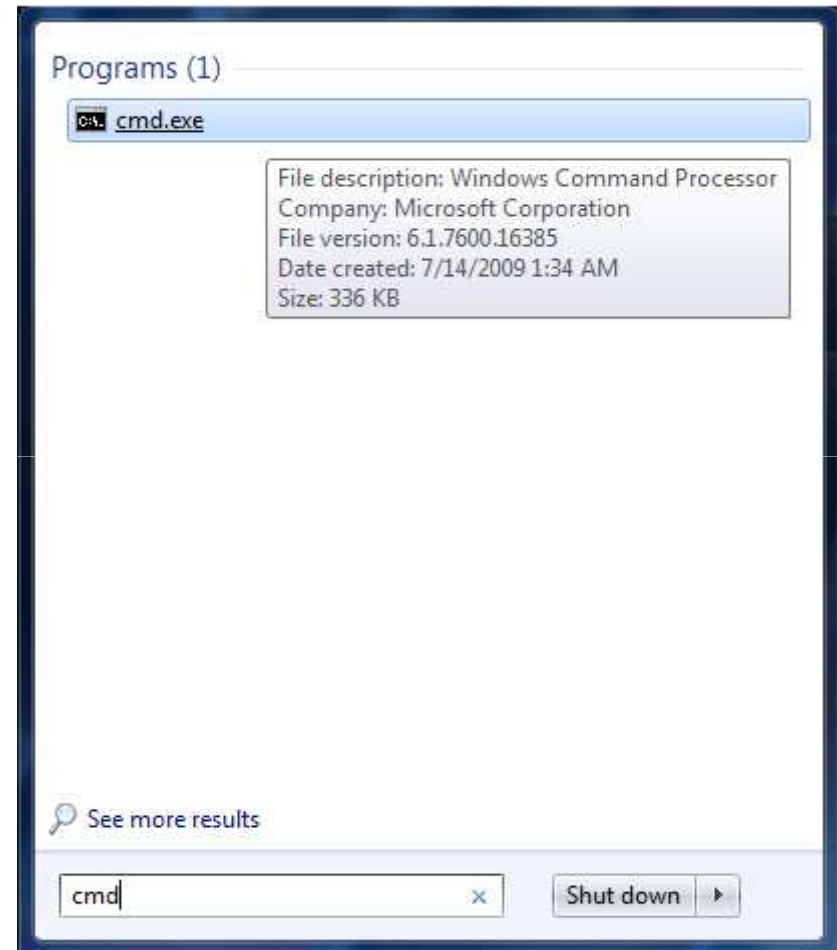 Programs (1)
cmd.exe
File description: Windows Command Processor
Company: Microsoft Corporation
File version: 6.1.7600.16385
Date created: 7/14/2009 1:34 AM
Size: 336 KB
See more results
cmd
Shut down